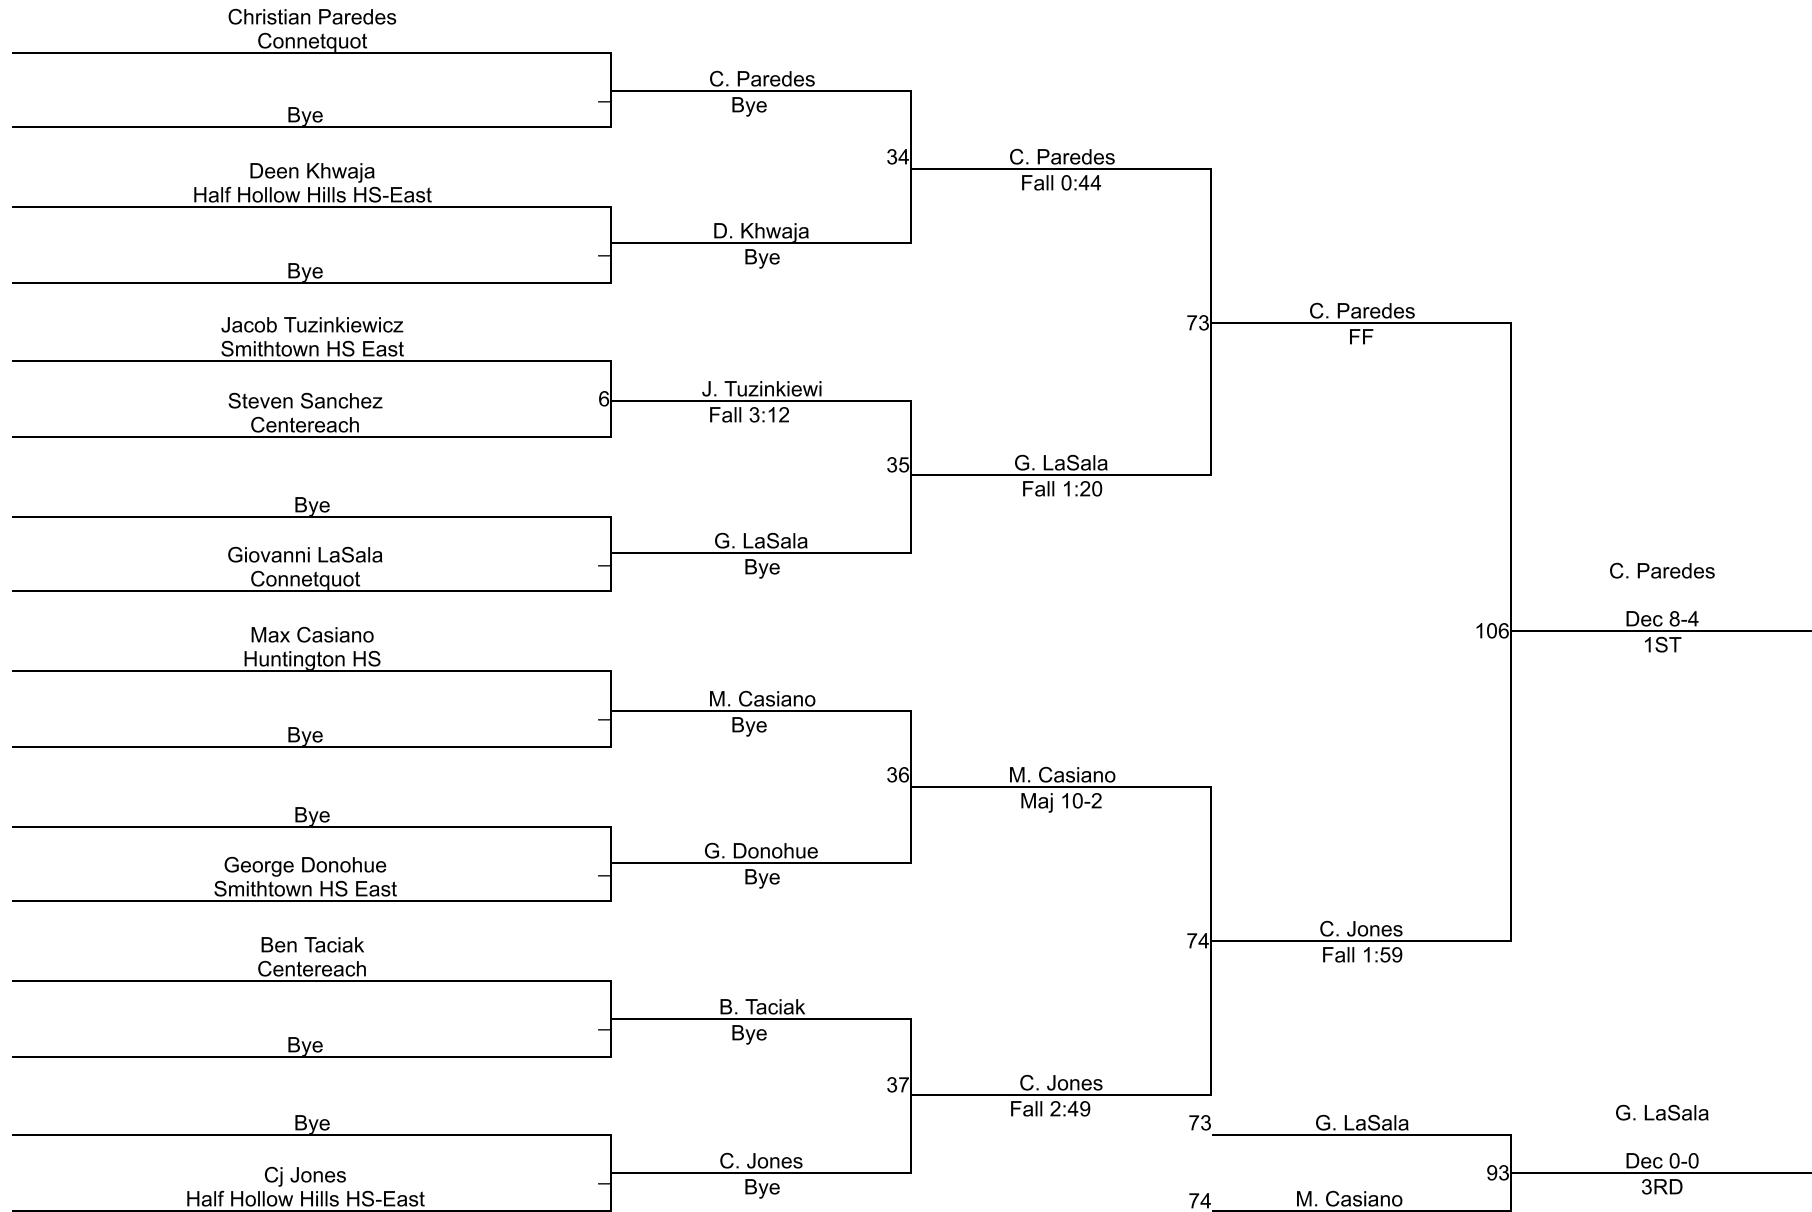 Christian Paredes
Connetquot
Bye
C. Paredes
Bye
Deen Khwaja
Half Hollow Hills HS-East
Bye
D. Khwaja
Bye
34
C. Paredes
Fall 0:44
Jacob Tuzinkiewicz
Smithtown HS East
Steven Sanchez
Centereach
6
J. Tuzinkiewi
Fall 3:12
Bye
Giovanni LaSala
Connetquot
G. LaSala
Bye
35
G. LaSala
Fall 1:20
73
C. Paredes
FF
Max Casiano
Huntington HS
Bye
M. Casiano
Bye
Bye
George Donohue
Smithtown HS East
G. Donohue
Bye
36
M. Casiano
Maj 10-2
Ben Taciak
Centereach
Bye
B. Taciak
Bye
Bye
Cj Jones
Half Hollow Hills HS-East
C. Jones
Bye
37
C. Jones
Fall 2:49
74
C. Jones
Fall 1:59
106
C. Paredes
Dec 8-4
1ST
73
G. LaSala
74
M. Casiano
93
G. LaSala
Dec 0-0
3RD